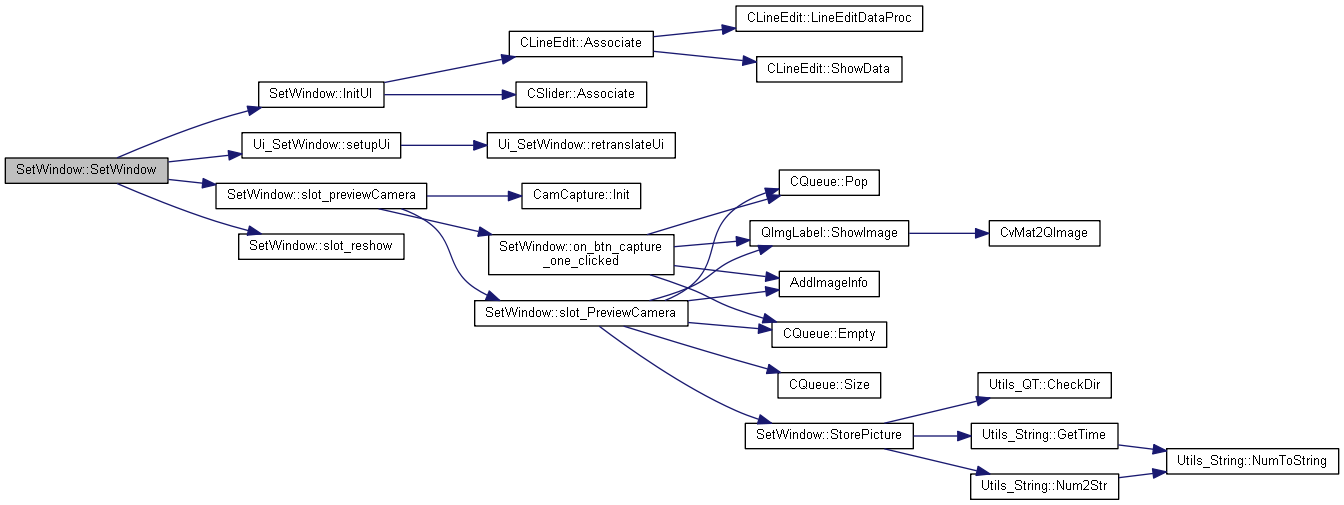 CLineEdit::LineEditDataProc
CLineEdit::Associate
CLineEdit::ShowData
SetWindow::InitUI
CSlider::Associate
Ui_SetWindow::setupUi
Ui_SetWindow::retranslateUi
SetWindow::SetWindow
CQueue::Pop
SetWindow::slot_previewCamera
CamCapture::Init
QImgLabel::ShowImage
CvMat2QImage
SetWindow::slot_reshow
SetWindow::on_btn_capture
_one_clicked
AddImageInfo
SetWindow::slot_PreviewCamera
CQueue::Empty
CQueue::Size
Utils_QT::CheckDir
SetWindow::StorePicture
Utils_String::GetTime
Utils_String::NumToString
Utils_String::Num2Str